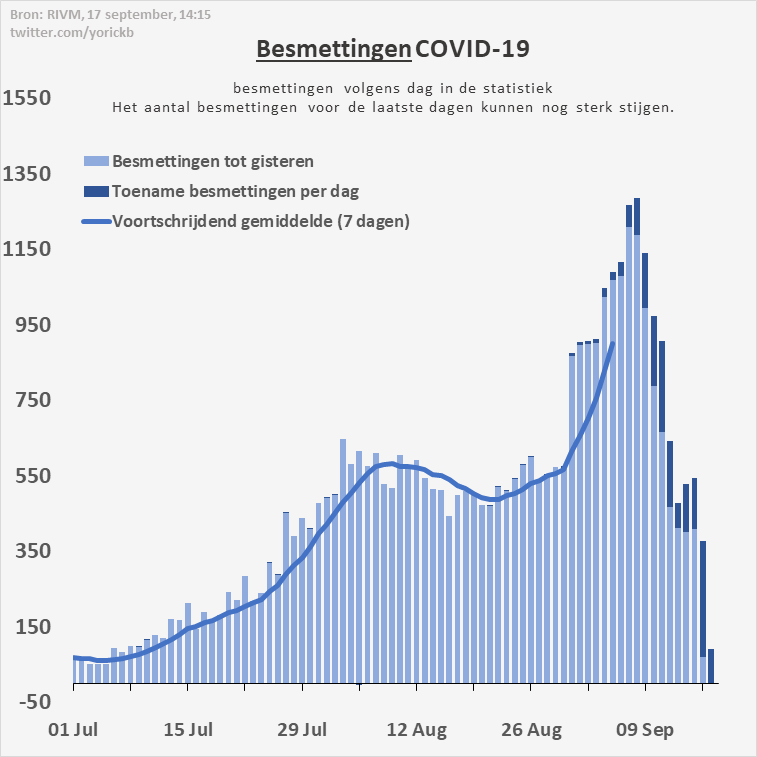 Bron: RIVM, 17 september, 14:15
twitter.com/yorickb
Besmettingen COVID-19
besmettingen volgens dag in de statistiek
Het aantal besmettingen voor de laatste dagen kunnen nog sterk stijgen.
1550
1350
1150
950
750
550
350
150
-50
Besmettingen tot gisteren
Toename besmettingen per dag
Voortschrijdend gemiddelde (7 dagen)
01 Jul 15 Jul 29 Jul 12 Aug 26 Aug 09 Sep